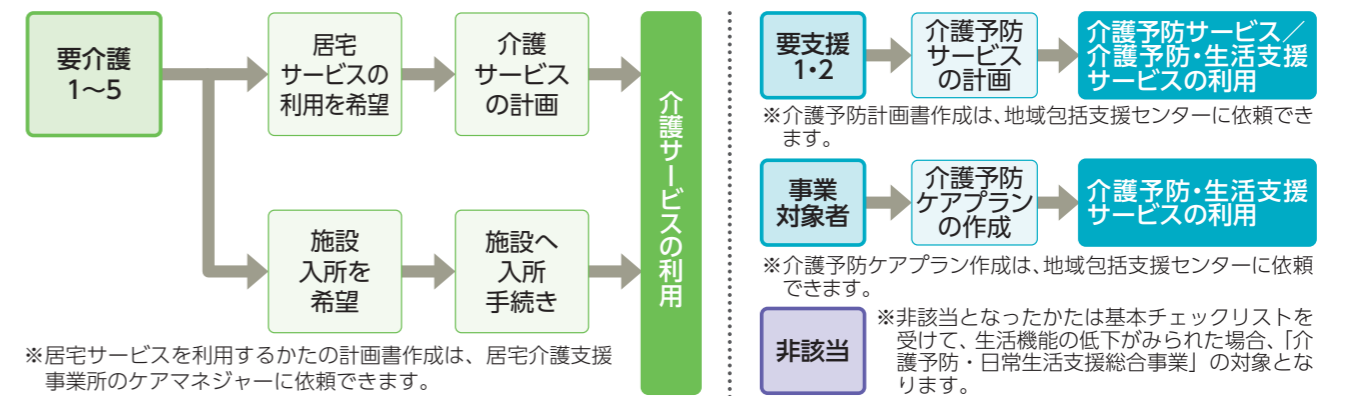 要介護
1〜5
居宅
サービスの
利用を希望
介護
サービス
の計画
施設
入所を
希望
施設へ
入所
手続き
介護サービスの利用
※居宅サービスを利用するかたの計画書作成は、居宅介護支援
事業所のケアマネジャーに依頼できます。
要支援
1・2
介護予防
サービス
の計画
介護予防サービス／
介護予防・生活支援
サービスの利用
※介護予防計画書作成は、地域包括支援センターに依頼でき
ます。
事業
対象者
介護予防
ケアプラン
の作成
介護予防・生活支援
サービスの利用
※介護予防ケアプラン作成は、地域包括支援センターに依頼
できます。
非該当
※非該当となったかたは基本チェックリストを
受けて、生活機能の低下がみられた場合、「介
護予防・日常生活支援総合事業」の対象とな
ります。